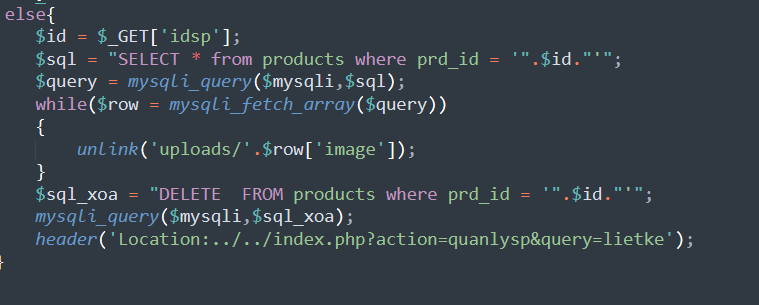 else{
$id = $_GET['idsp'];
$sql = "SELECT * from products where prd_id = '".$id."'";
$query = mysqli_query($mysqli,$sql);
while($row = mysqli_fetch_array($query))
{
unlink('uploads/'.$row['image']);
}
$sql_xoa = "DELETE  FROM products where prd_id = '".$id."'";
mysqli_query($mysqli,$sql_xoa);
header('Location:../../index.php?action=quanlysp&query=lietke');
}